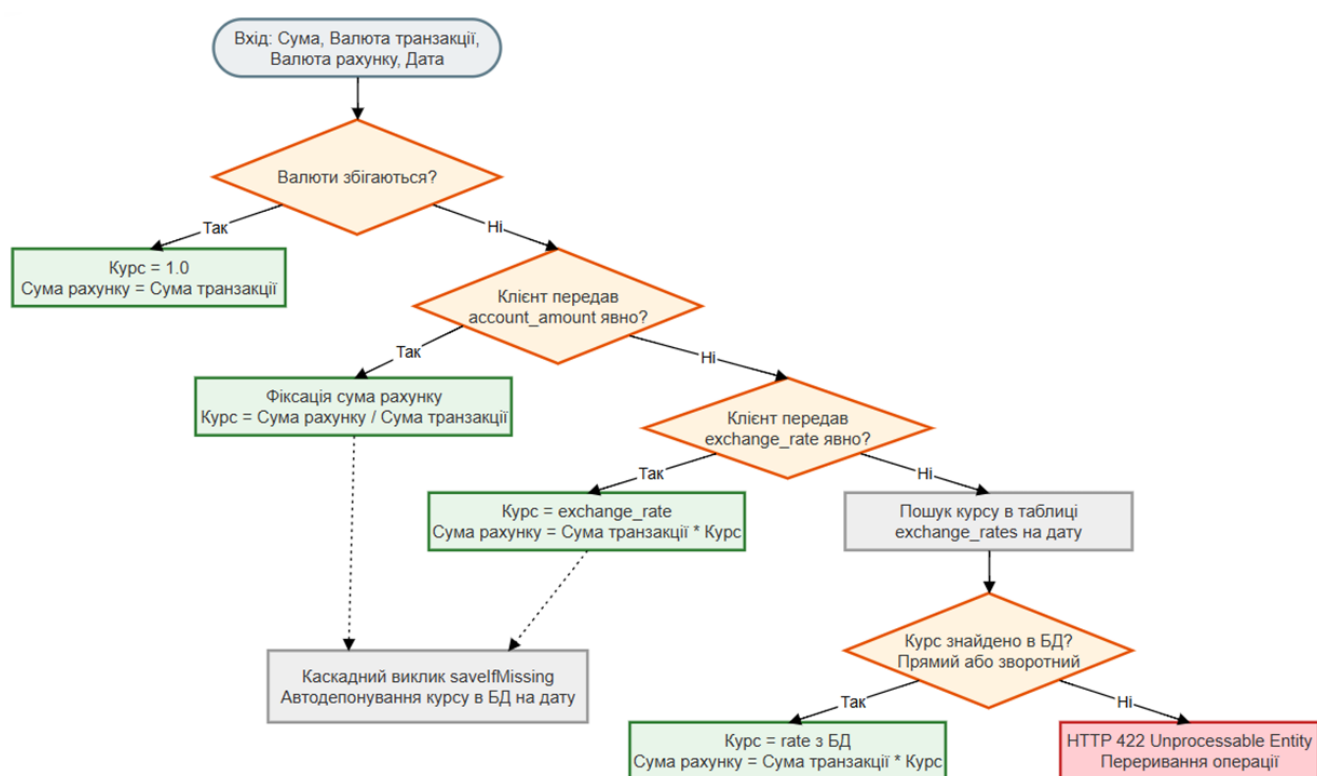 Вхід: Сума, Валюта транзакції,
Валюта рахунку, Дата
Валюти збігаються?
Так
Ні
Курс = 1.0
Сума рахунку = Сума транзакції
Клієнт передав
account_amount явно?
Так
Ні
Фіксація сума рахунку
Курс = Сума рахунку / Сума транзакції
Клієнт передав
exchange_rate явно?
Так
Ні
Курс = exchange_rate
Сума рахунку = Сума транзакції * Курс
Пошук курсу в таблиці
exchange_rates на дату
Каскадний виклик saveIfMissing
Автодепонування курсу в БД на дату
Курс знайдено в БД?
Прямий або зворотний
Так
Ні
Курс = rate з БД
Сума рахунку = Сума транзакції * Курс
HTTP 422 Unprocessable Entity
Переривання операції